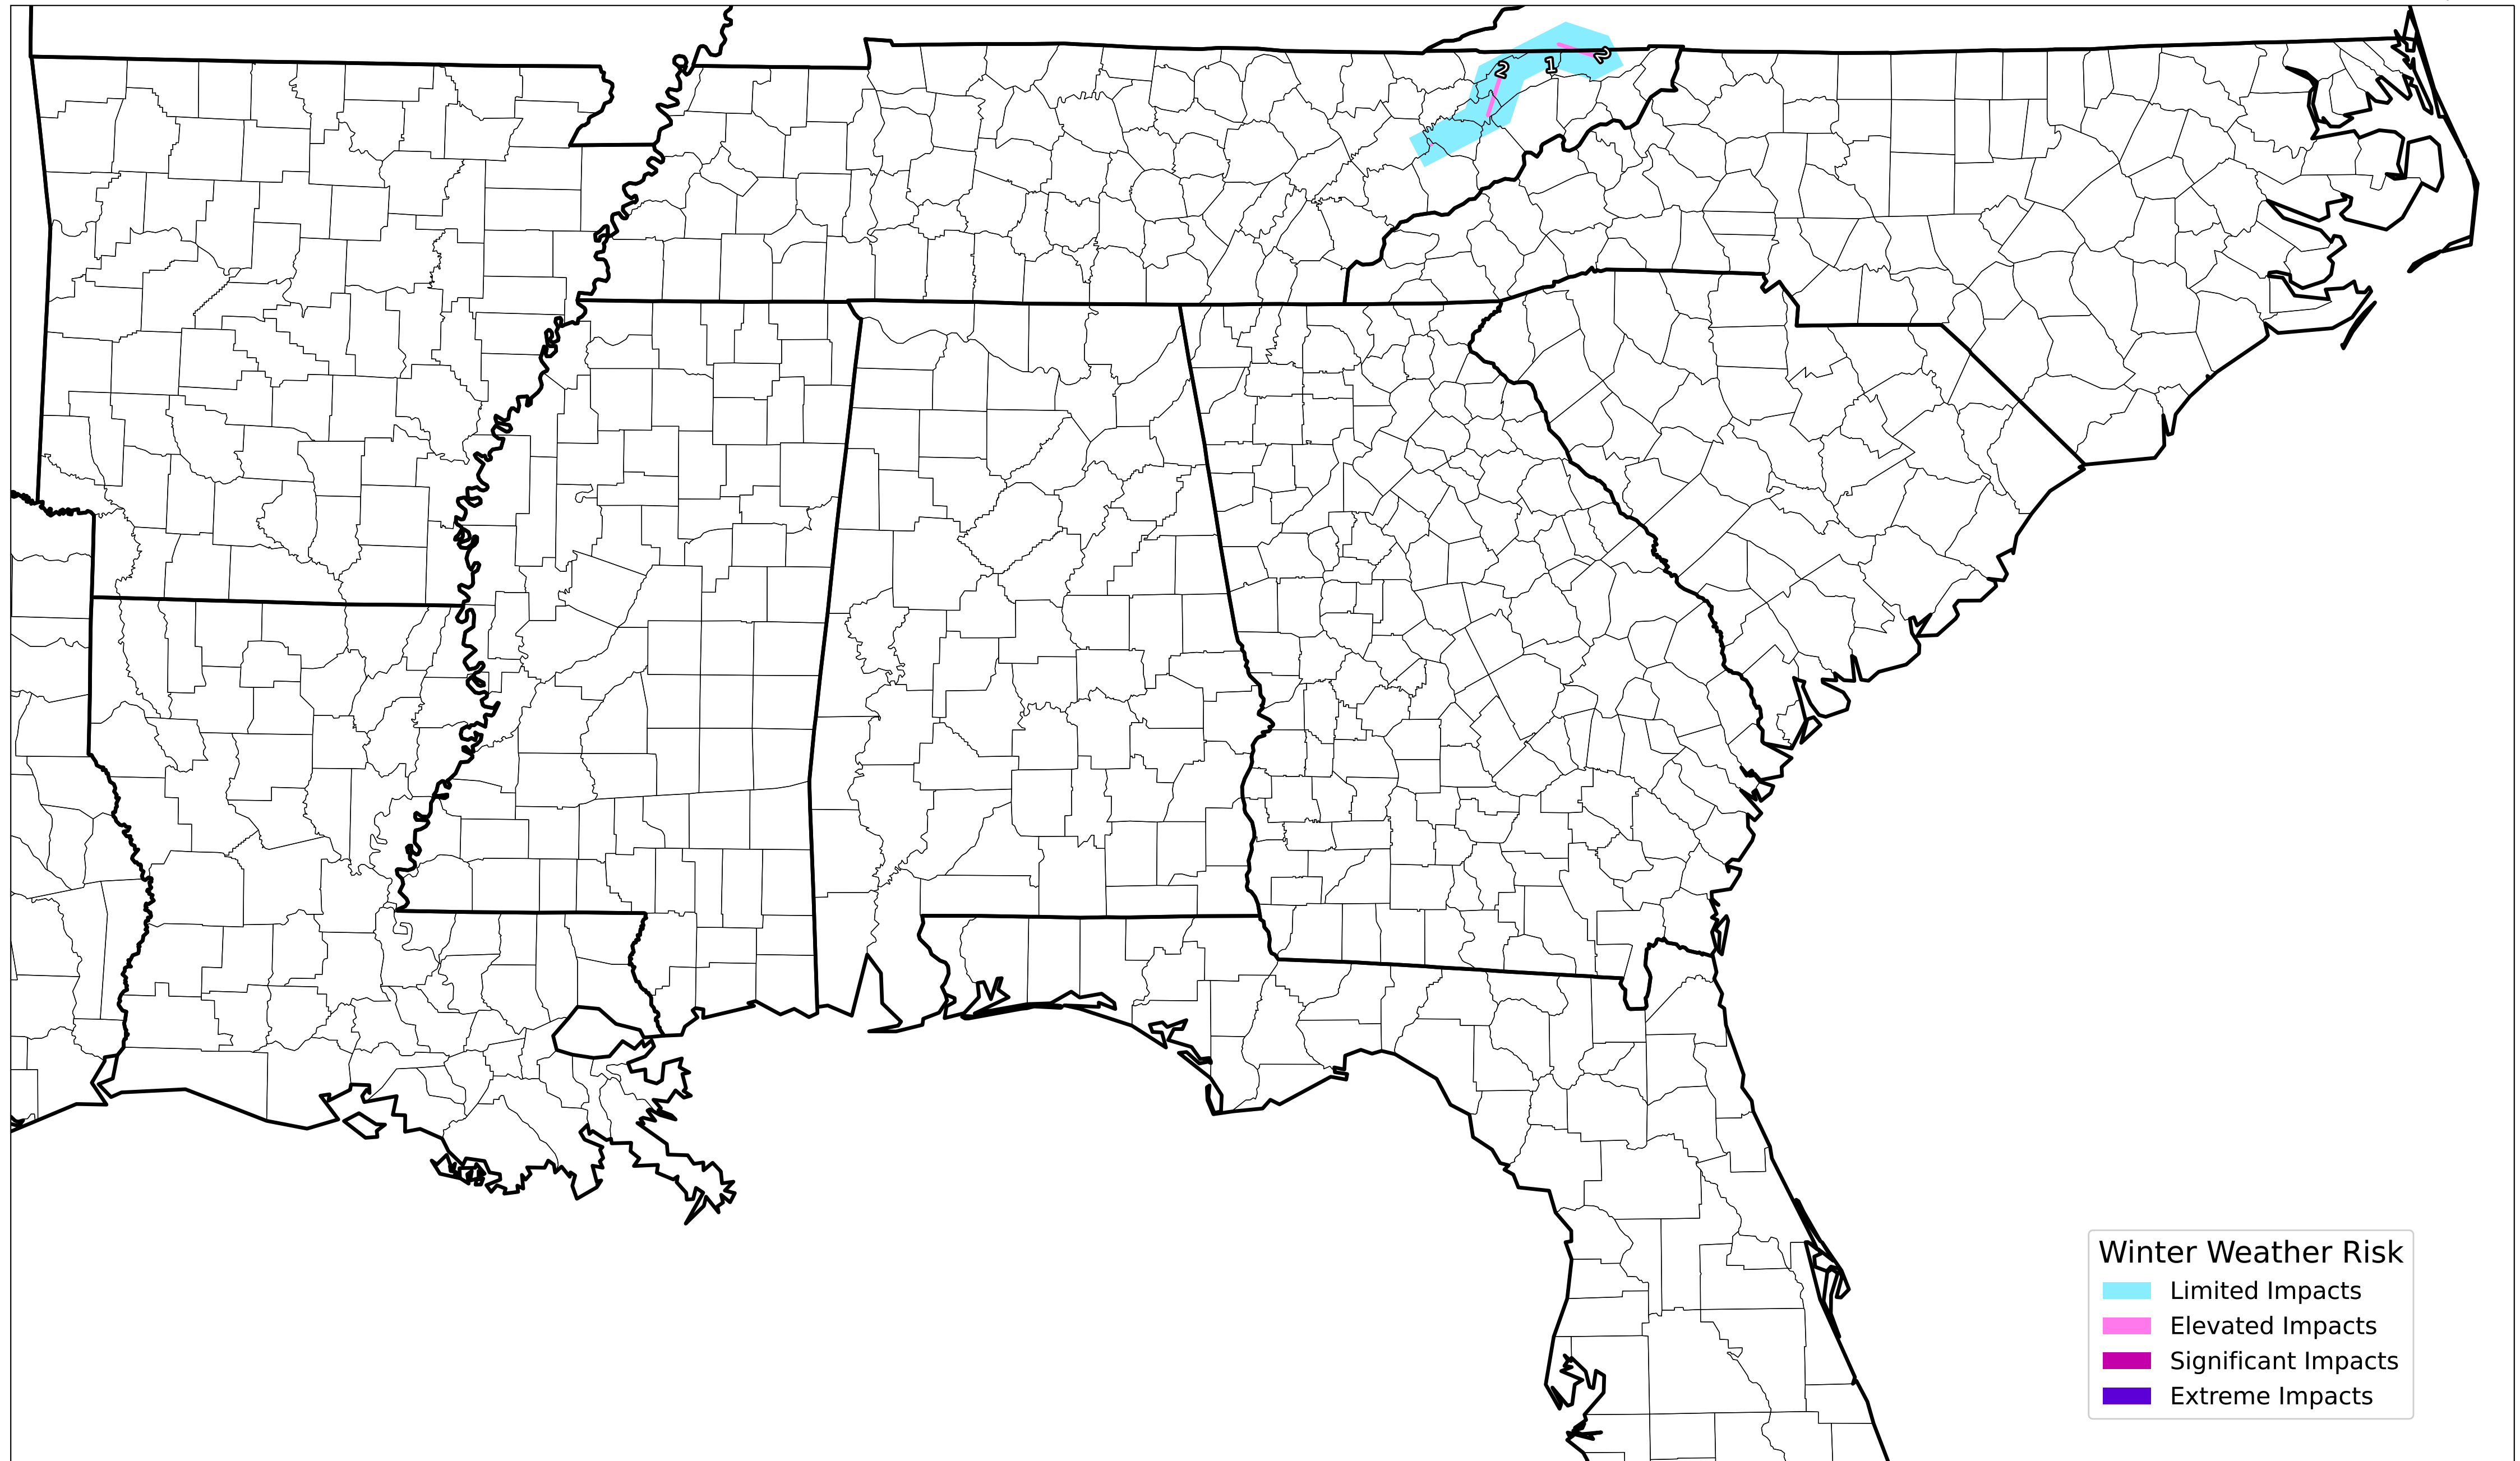 2
1
2
Winter Weather Risk
Limited Impacts
Elevated Impacts
Significant Impacts
Extreme Impacts